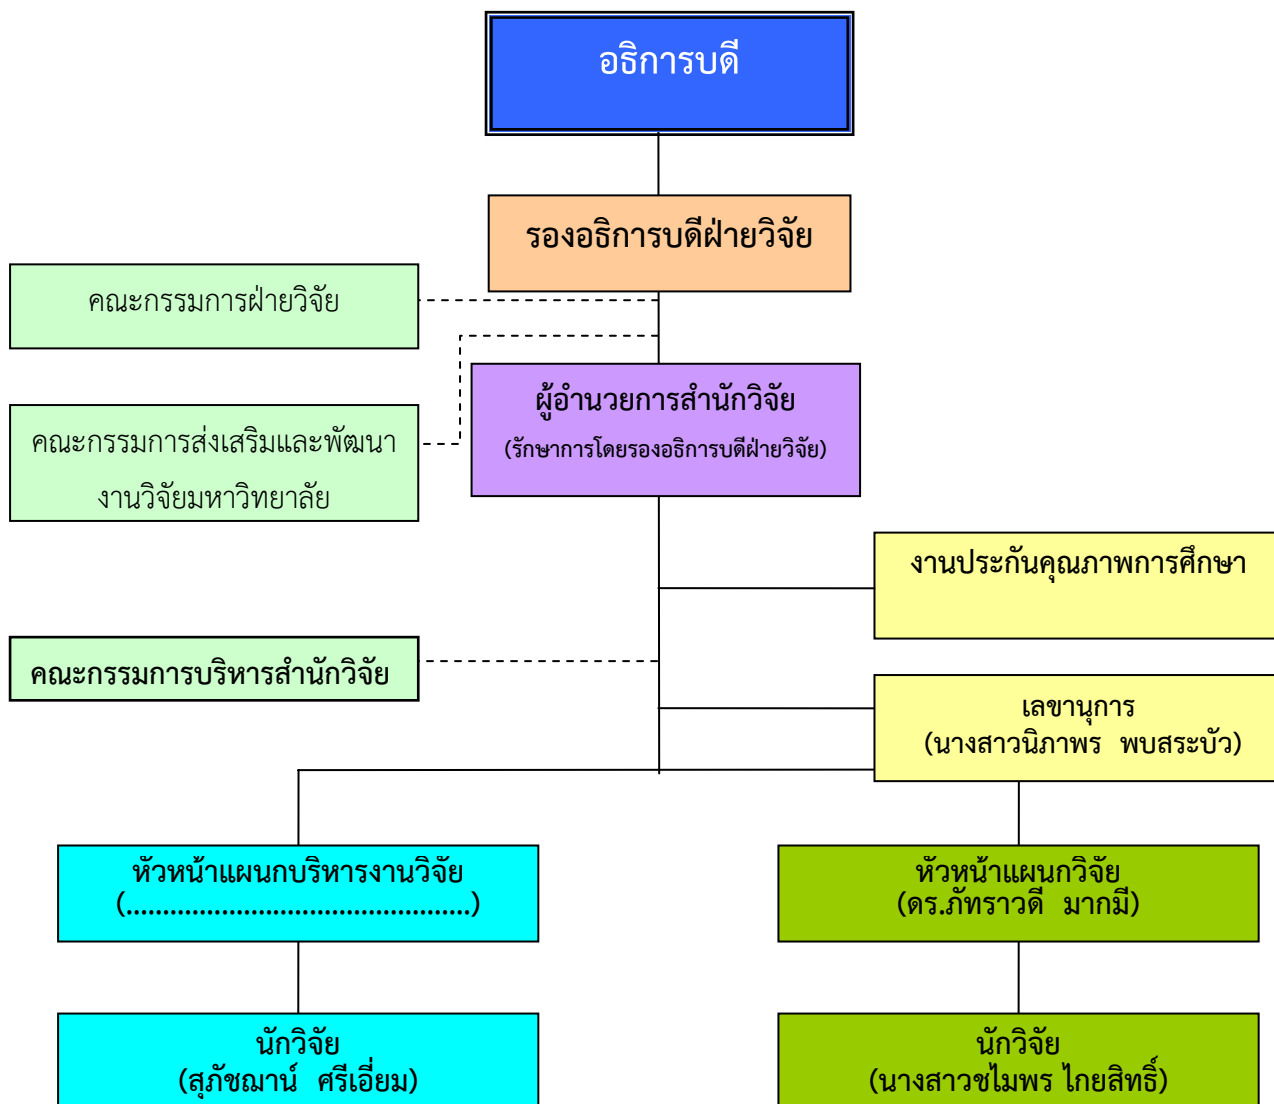 อธิการบดี
รองอธิการบดีฝ่ายวิจัย
คณะกรรมการฝ่ายวิจัย
ผู้อำนวยการสำนักวิจัย
(รักษาการโดยรองอธิการบดีฝ่ายวิจัย)
คณะกรรมการส่งเสริมและพัฒนา
งานวิจัยมหาวิทยาลัย
งานประกันคุณภาพการศึกษา
คณะกรรมการบริหารสำนักวิจัย
เลขานุการ
(นางสาวนิภาพร พบสระบัว)
หัวหน้าแผนกบริหารงานวิจัย
(...............................................)
หัวหน้าแผนกวิจัย
(ดร.ภัทราวดี มากมี)
นักวิจัย
(สุภัชฌาน์ ศรีเอี่ยม)
นักวิจัย
(นางสาวชไมพร ไกยสิทธิ์)